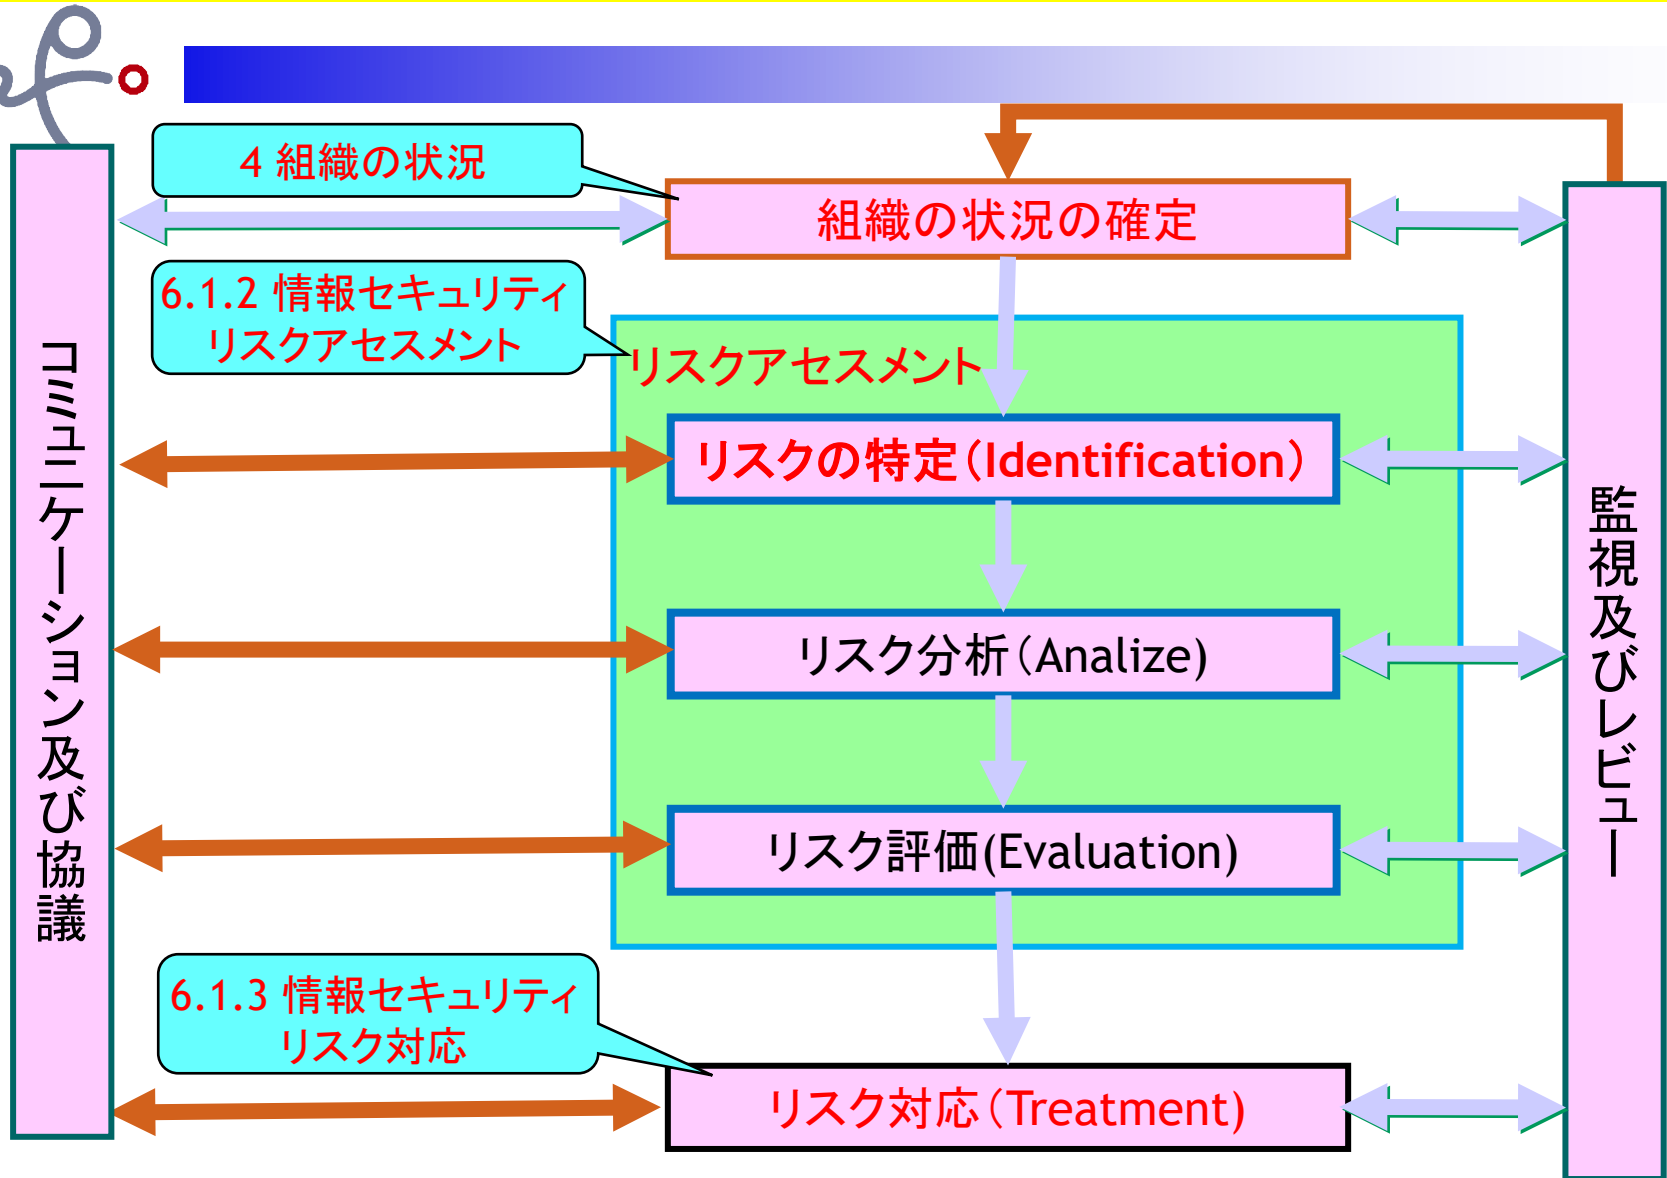 4 組織の状況
組織の状況の確定
6.1.2 情報セキュリティ
リスクアセスメント
リスクアセスメント
リスクの特定（Identification）
リスク分析（Analize)
リスク評価(Evaluation)
6.1.3 情報セキュリティ
リスク対応
リスク対応（Treatment)
コミュニケーション及び協議
監視及びレビュー